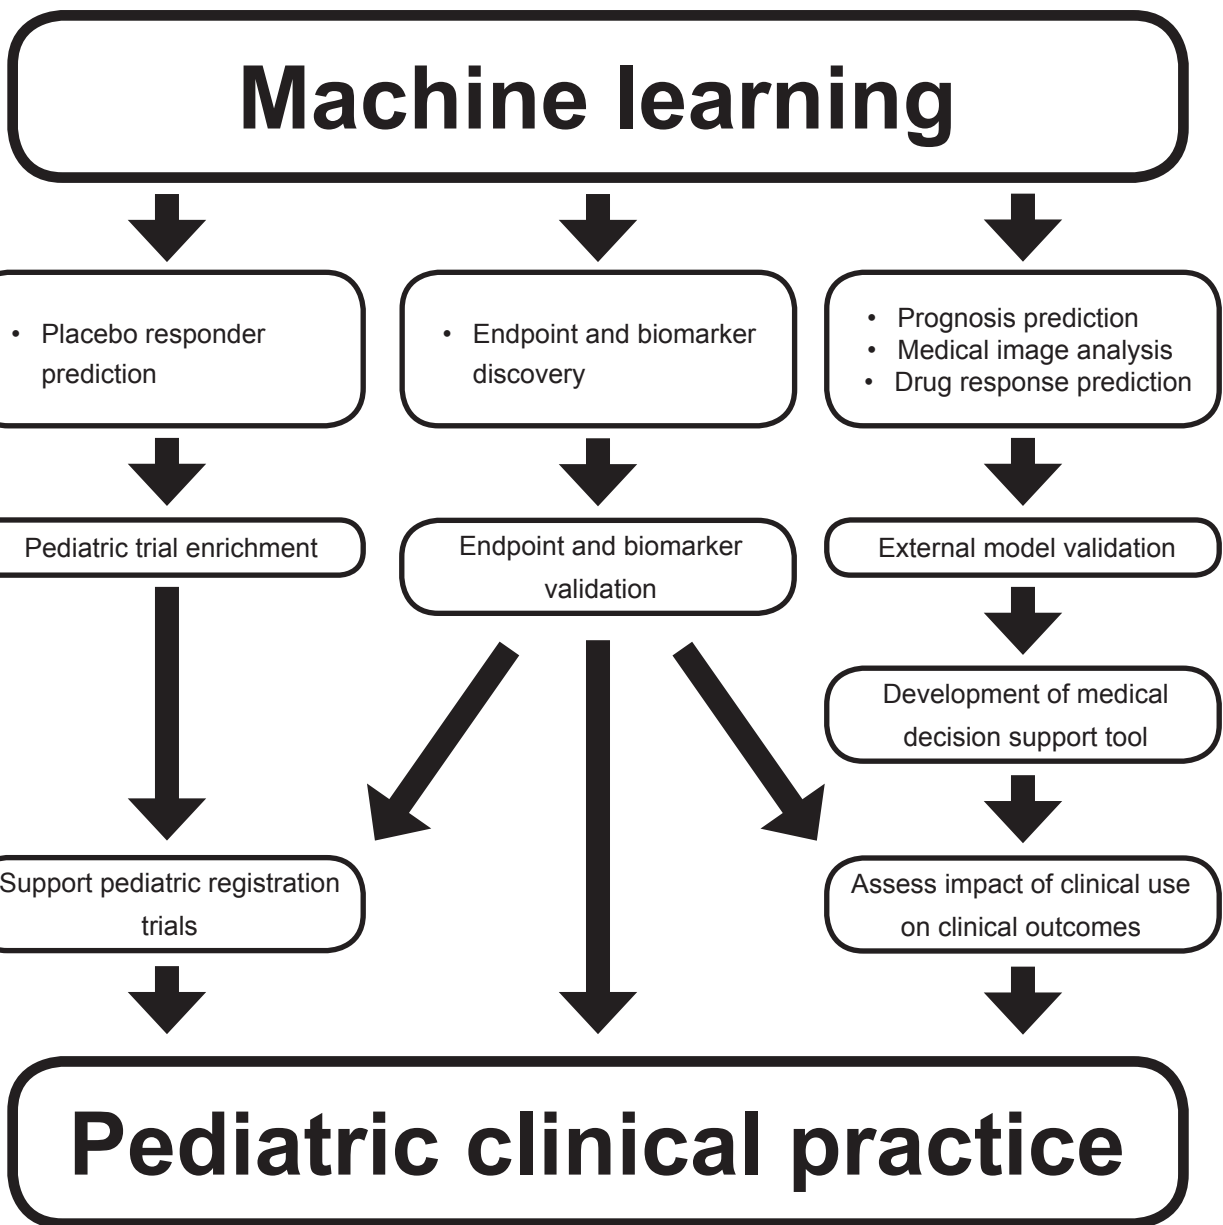 Machine learning
• Placebo responder
prediction
• Endpoint and biomarker
discovery
• Prognosis prediction
• Medical image analysis
• Drug response prediction
Pediatric trial enrichment
Endpoint and biomarker
validation
External model validation
Development of medical
decision support tool
Support pediatric registration
trials
Assess impact of clinical use
on clinical outcomes
Pediatric clinical practice